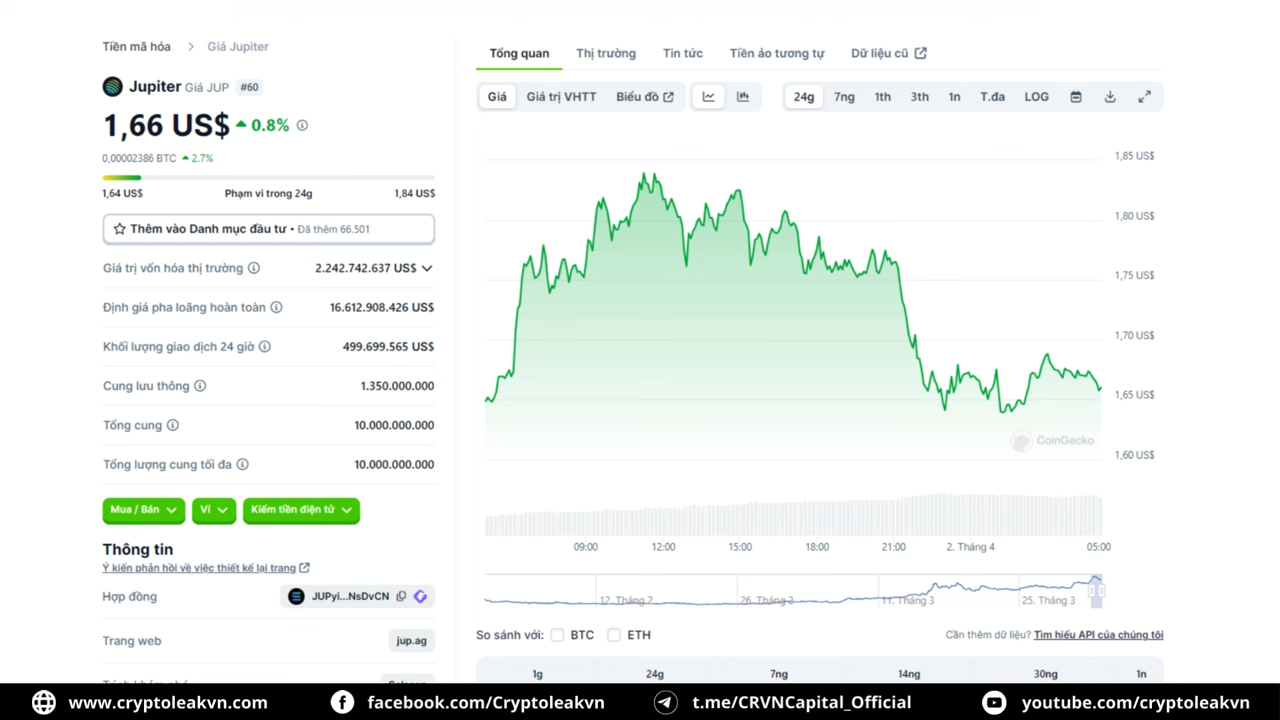 Tiền mã hóa > Giá Jupiter
Jupiter Giá JUP #60
1,66 US$ 0.8%
0,00002386 BTC 2.7%
1,64 US$ Phạm vi trong 24g 1,84 US$
Thêm vào Danh mục đầu tư • Đã thêm 66.501
Giá trị vốn hóa thị trường 2.242.742.637 US$
Định giá pha loãng hoàn toàn 16.612.908.426 US$
Khối lượng giao dịch 24 giờ 499.699.565 US$
Cung lưu thông 1.350.000.000
Tổng cung 10.000.000.000
Tổng lượng cung tối đa 10.000.000.000
Mua / Bán Ví Kiếm tiền điện tử
Thông tin
Ý kiến phản hồi về việc thiết kế lại trang
Hợp đồng JUPyi...NsDvCN
Trang web jup.ag
Tổng quan Thị trường Tin tức Tiền ảo tương tự Dữ liệu cũ
Giá Giá trị VHTT Biểu đồ 24g 7ng 1th 3th 1n T.đa LOG
1,85 US$
1,80 US$
1,75 US$
1,70 US$
1,65 US$
1,60 US$
CoinGecko
09:00 12:00 15:00 18:00 21:00 2. Tháng 4 05:00
12. Tháng 2 26. Tháng 2 11. Tháng 3 25. Tháng 3
So sánh với: BTC ETH Cần thêm dữ liệu? Tìm hiểu API của chúng tôi
1g 24g 7ng 14ng 30ng 1n
www.cryptoleakvn.com facebook.com/Cryptoleakvn t.me/CRVNCapital_Official youtube.com/cryptoleakvn